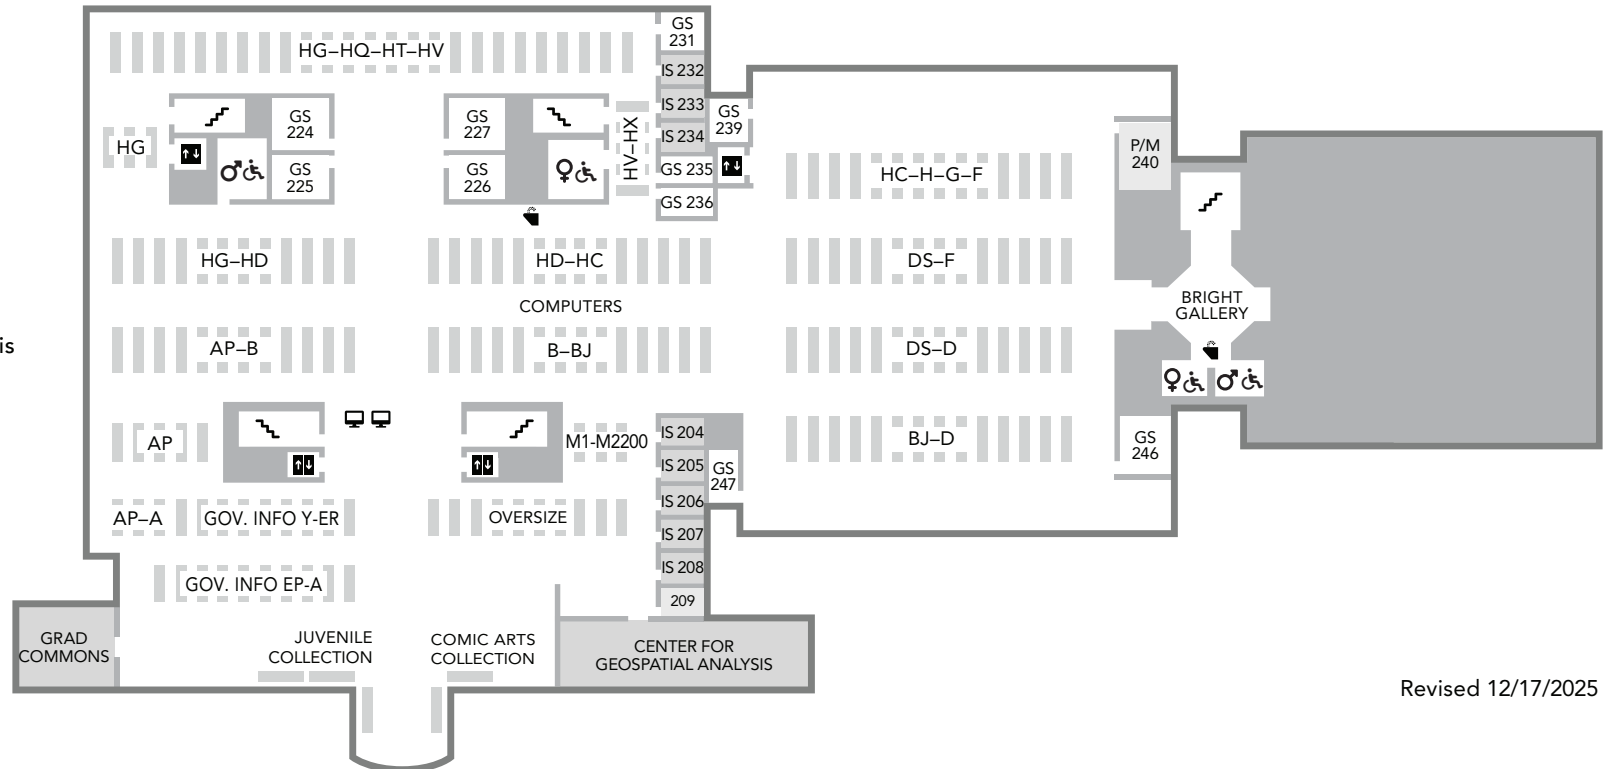 GS
231
HG–HQ–HT–HV
IS 232
IS 233
GS
224
GS
227
GS
239
HV–HX
IS 234
HG
P/M
240
GS
225
GS
226
GS 235
HC–H–G–F
GS 236
HG–HD
HD–HC
DS–F
COMPUTERS
BRIGHT
GALLERY
is
AP–B
B–BJ
DS–D
AP
M1-M2200
IS 204
BJ–D
GS
246
IS 205
GS
247
IS 206
AP–A
GOV. INFO Y-ER
OVERSIZE
IS 207
IS 208
GOV. INFO EP-A
209
GRAD
COMMONS
JUVENILE
COLLECTION
COMIC ARTS
COLLECTION
CENTER FOR
GEOSPATIAL ANALYSIS
Revised 12/17/2025